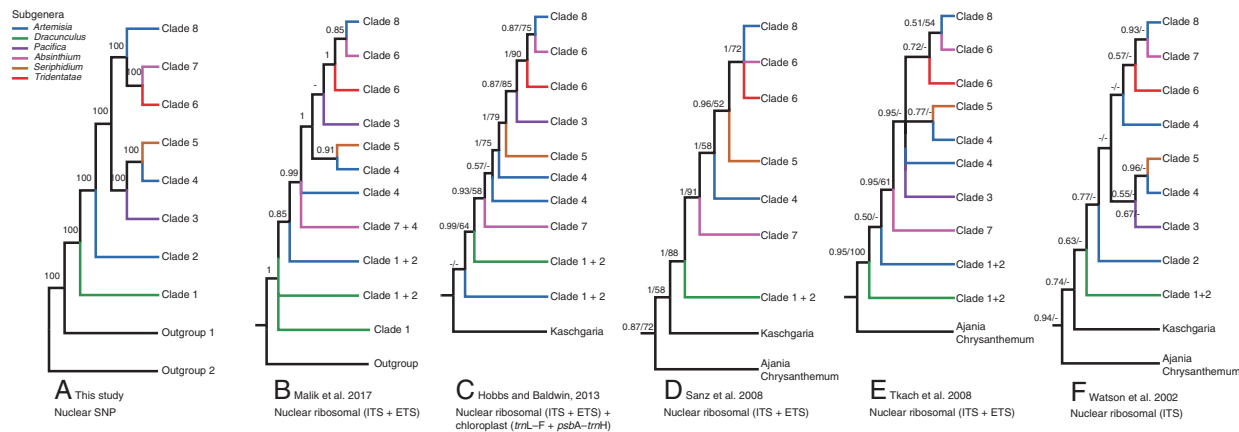 Subgenera
Artemisia
Dracunculus
Pacifica
Absinthium
Seriphidium
Tridentatae
100
Clade 8
100
100
Clade 7
Clade 6
100
100
Clade 5
Clade 4
100
Clade 3
100
Clade 2
100
Clade 1
100
Outgroup 1
Outgroup 2
A This study
Nuclear SNP
0.85
Clade 8
1
Clade 6
-
Clade 6
1
Clade 3
0.91
Clade 5
Clade 4
0.99
Clade 4
0.85
Clade 7 + 4
Clade 1 + 2
1
Clade 1 + 2
Clade 1
Outgroup
B Malik et al. 2017
Nuclear ribosomal (ITS + ETS)
0.87/75
Clade 8
1/90
Clade 6
0.87/85
Clade 6
1/79
Clade 3
1/75
Clade 5
0.57/-
Clade 4
0.93/58
Clade 4
0.99/64
Clade 7
Clade 1 + 2
-/-
Clade 1 + 2
Kaschgaria
C Hobbs and Baldwin, 2013
Nuclear ribosomal (ITS + ETS) +
chloroplast (trnL–F + psbA–trnH)
1/72
Clade 8
Clade 6
0.96/52
Clade 6
1/58
Clade 5
1/91
Clade 4
1/88
Clade 7
1/58
Clade 1 + 2
0.87/72
Kaschgaria
Ajania
Chrysanthemum
D Sanz et al. 2008
Nuclear ribosomal (ITS + ETS)
0.51/54
Clade 8
0.72/-
Clade 6
Clade 6
0.95/-
0.77/-
Clade 5
Clade 4
Clade 4
0.95/61
Clade 3
0.50/-
Clade 7
0.95/100
Clade 1+2
Clade 1+2
Ajania
Chrysanthemum
E Tkach et al. 2008
Nuclear ribosomal (ITS + ETS)
0.93/-
Clade 8
0.57/-
Clade 7
-/-
Clade 6
-/-
Clade 4
0.96/-
Clade 5
0.55/-
Clade 4
0.67/-
Clade 3
0.77/-
Clade 2
0.63/-
Clade 1+2
0.74/-
Kaschgaria
0.94/-
Ajania
Chrysanthemum
F Watson et al. 2002
Nuclear ribosomal (ITS)